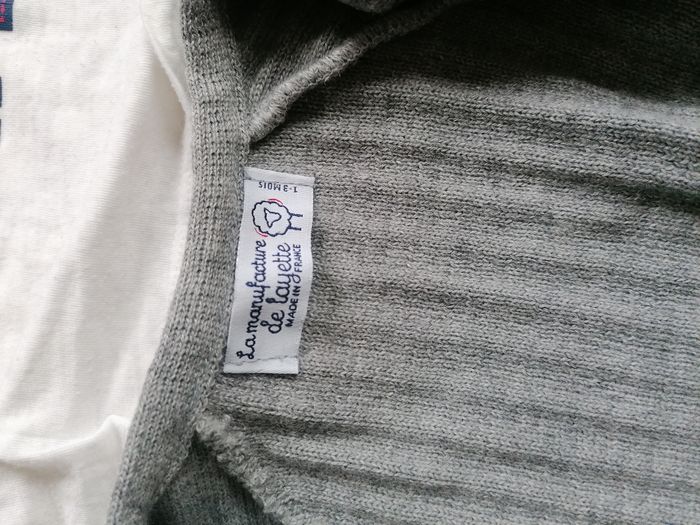 La manufacture
de layette
MADE IN
FRANCE
1-3 MOIS